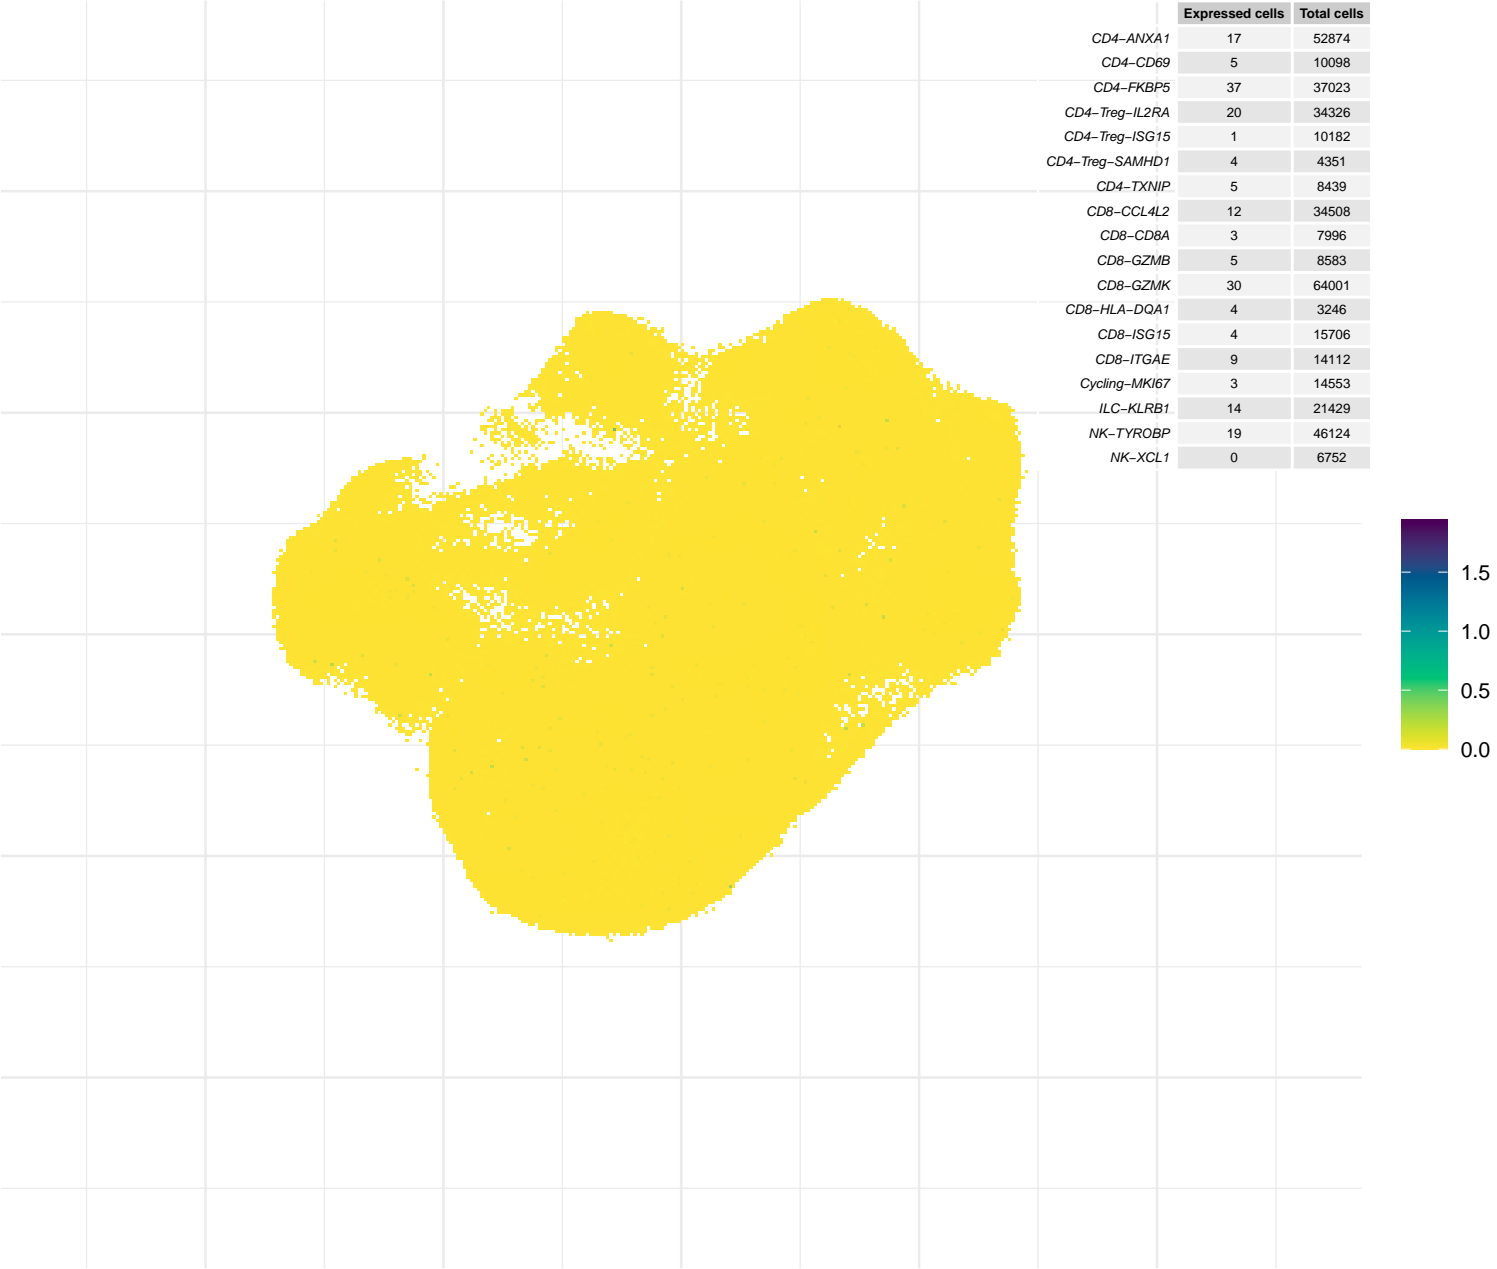 Expressed cells Total cells
CD4−ANXA1 17 52874
CD4−CD69 5 10098
CD4−FKBP5 37 37023
CD4−Treg−IL2RA 20 34326
CD4−Treg−ISG15 1 10182
CD4−Treg−SAMHD1 4 4351
CD4−TXNIP 5 8439
CD8−CCL4L2 12 34508
CD8−CD8A 3 7996
CD8−GZMB 5 8583
CD8−GZMK 30 64001
CD8−HLA−DQA1 4 3246
CD8−ISG15 4 15706
CD8−ITGAE 9 14112
Cycling−MKI67 3 14553
ILC−KLRB1 14 21429
NK−TYROBP 19 46124
NK−XCL1 0 6752
1.5
1.0
0.5
0.0